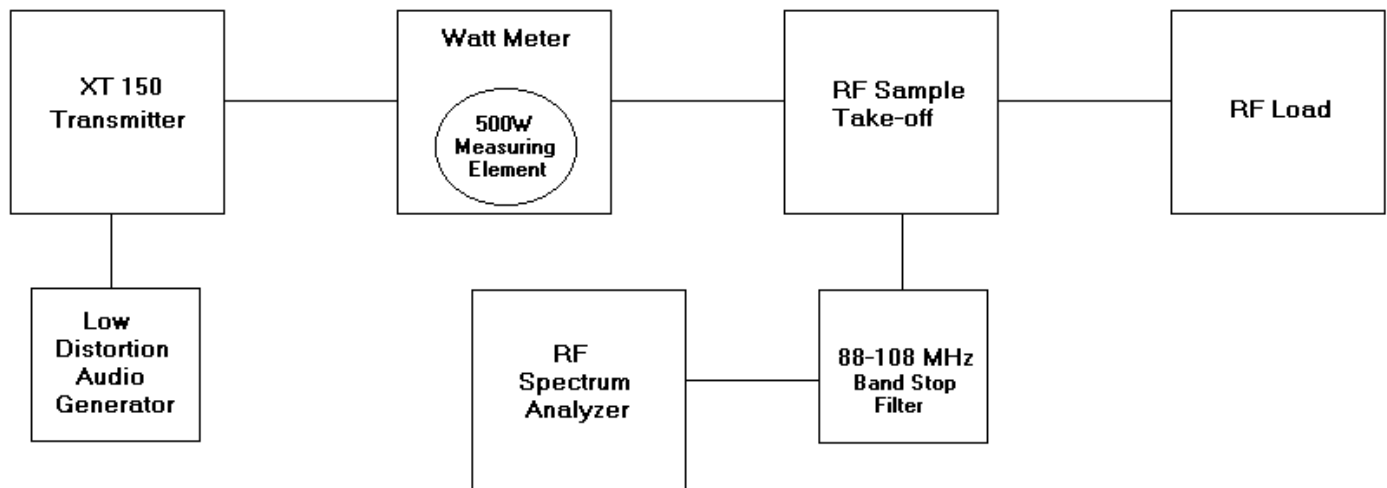 XT 150
Transmitter
Watt Meter
500W
Measuring
Element
RF Sample
Take-off
RF Load
Low
Distortion
Audio
Generator
RF
Spectrum
Analyzer
88-108 MHz
Band Stop
Filter